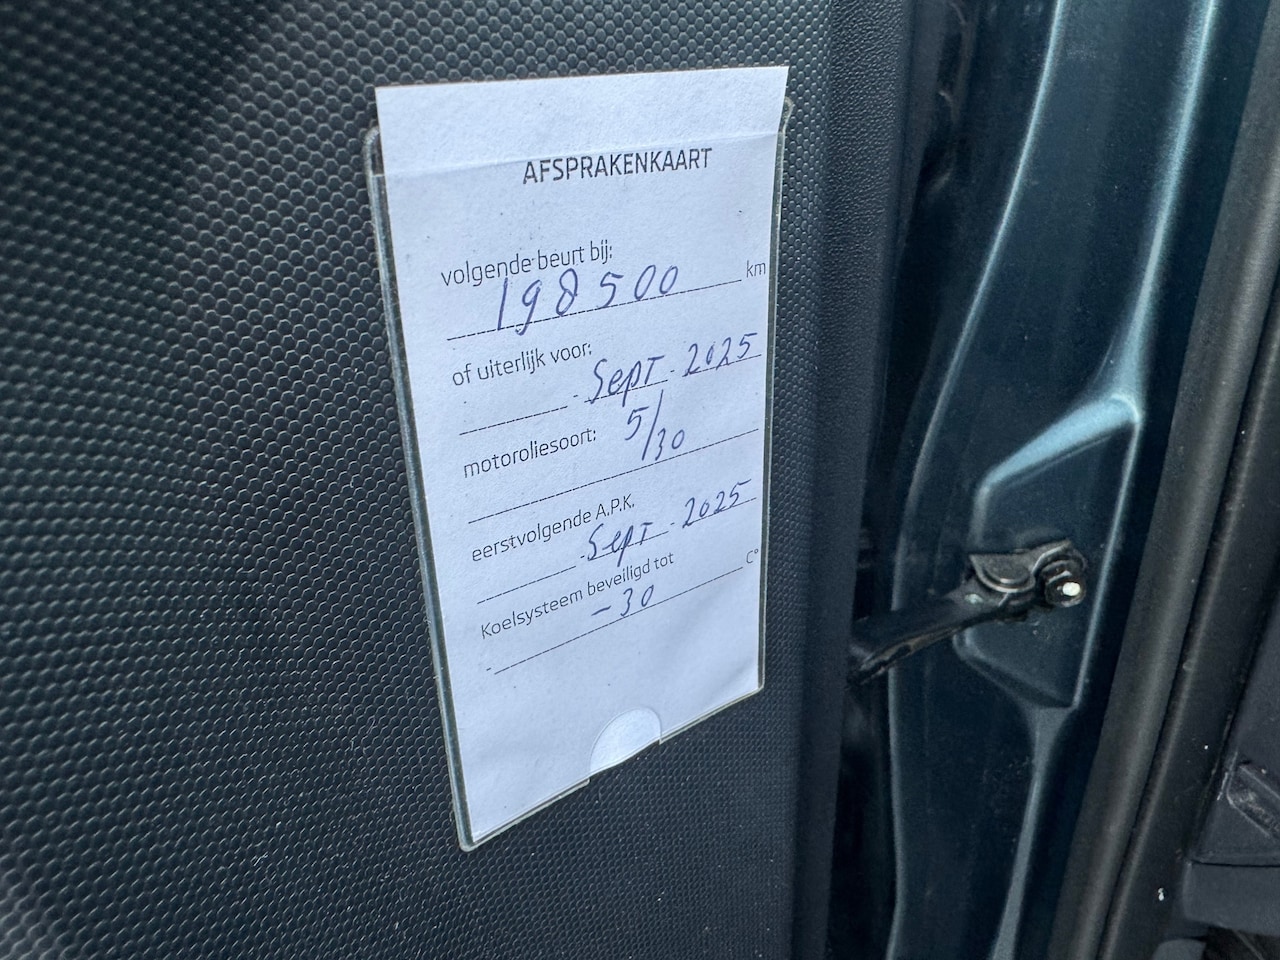 AFSPRAKENKAART
volgende beurt bij:
198500 km
of uiterlijk voor:
Sept. 2025
motoroliesoort: 5/30
eerstvolgende A.P.K.
Sept. 2025
Koelsysteem beveiligd tot
-30 C°